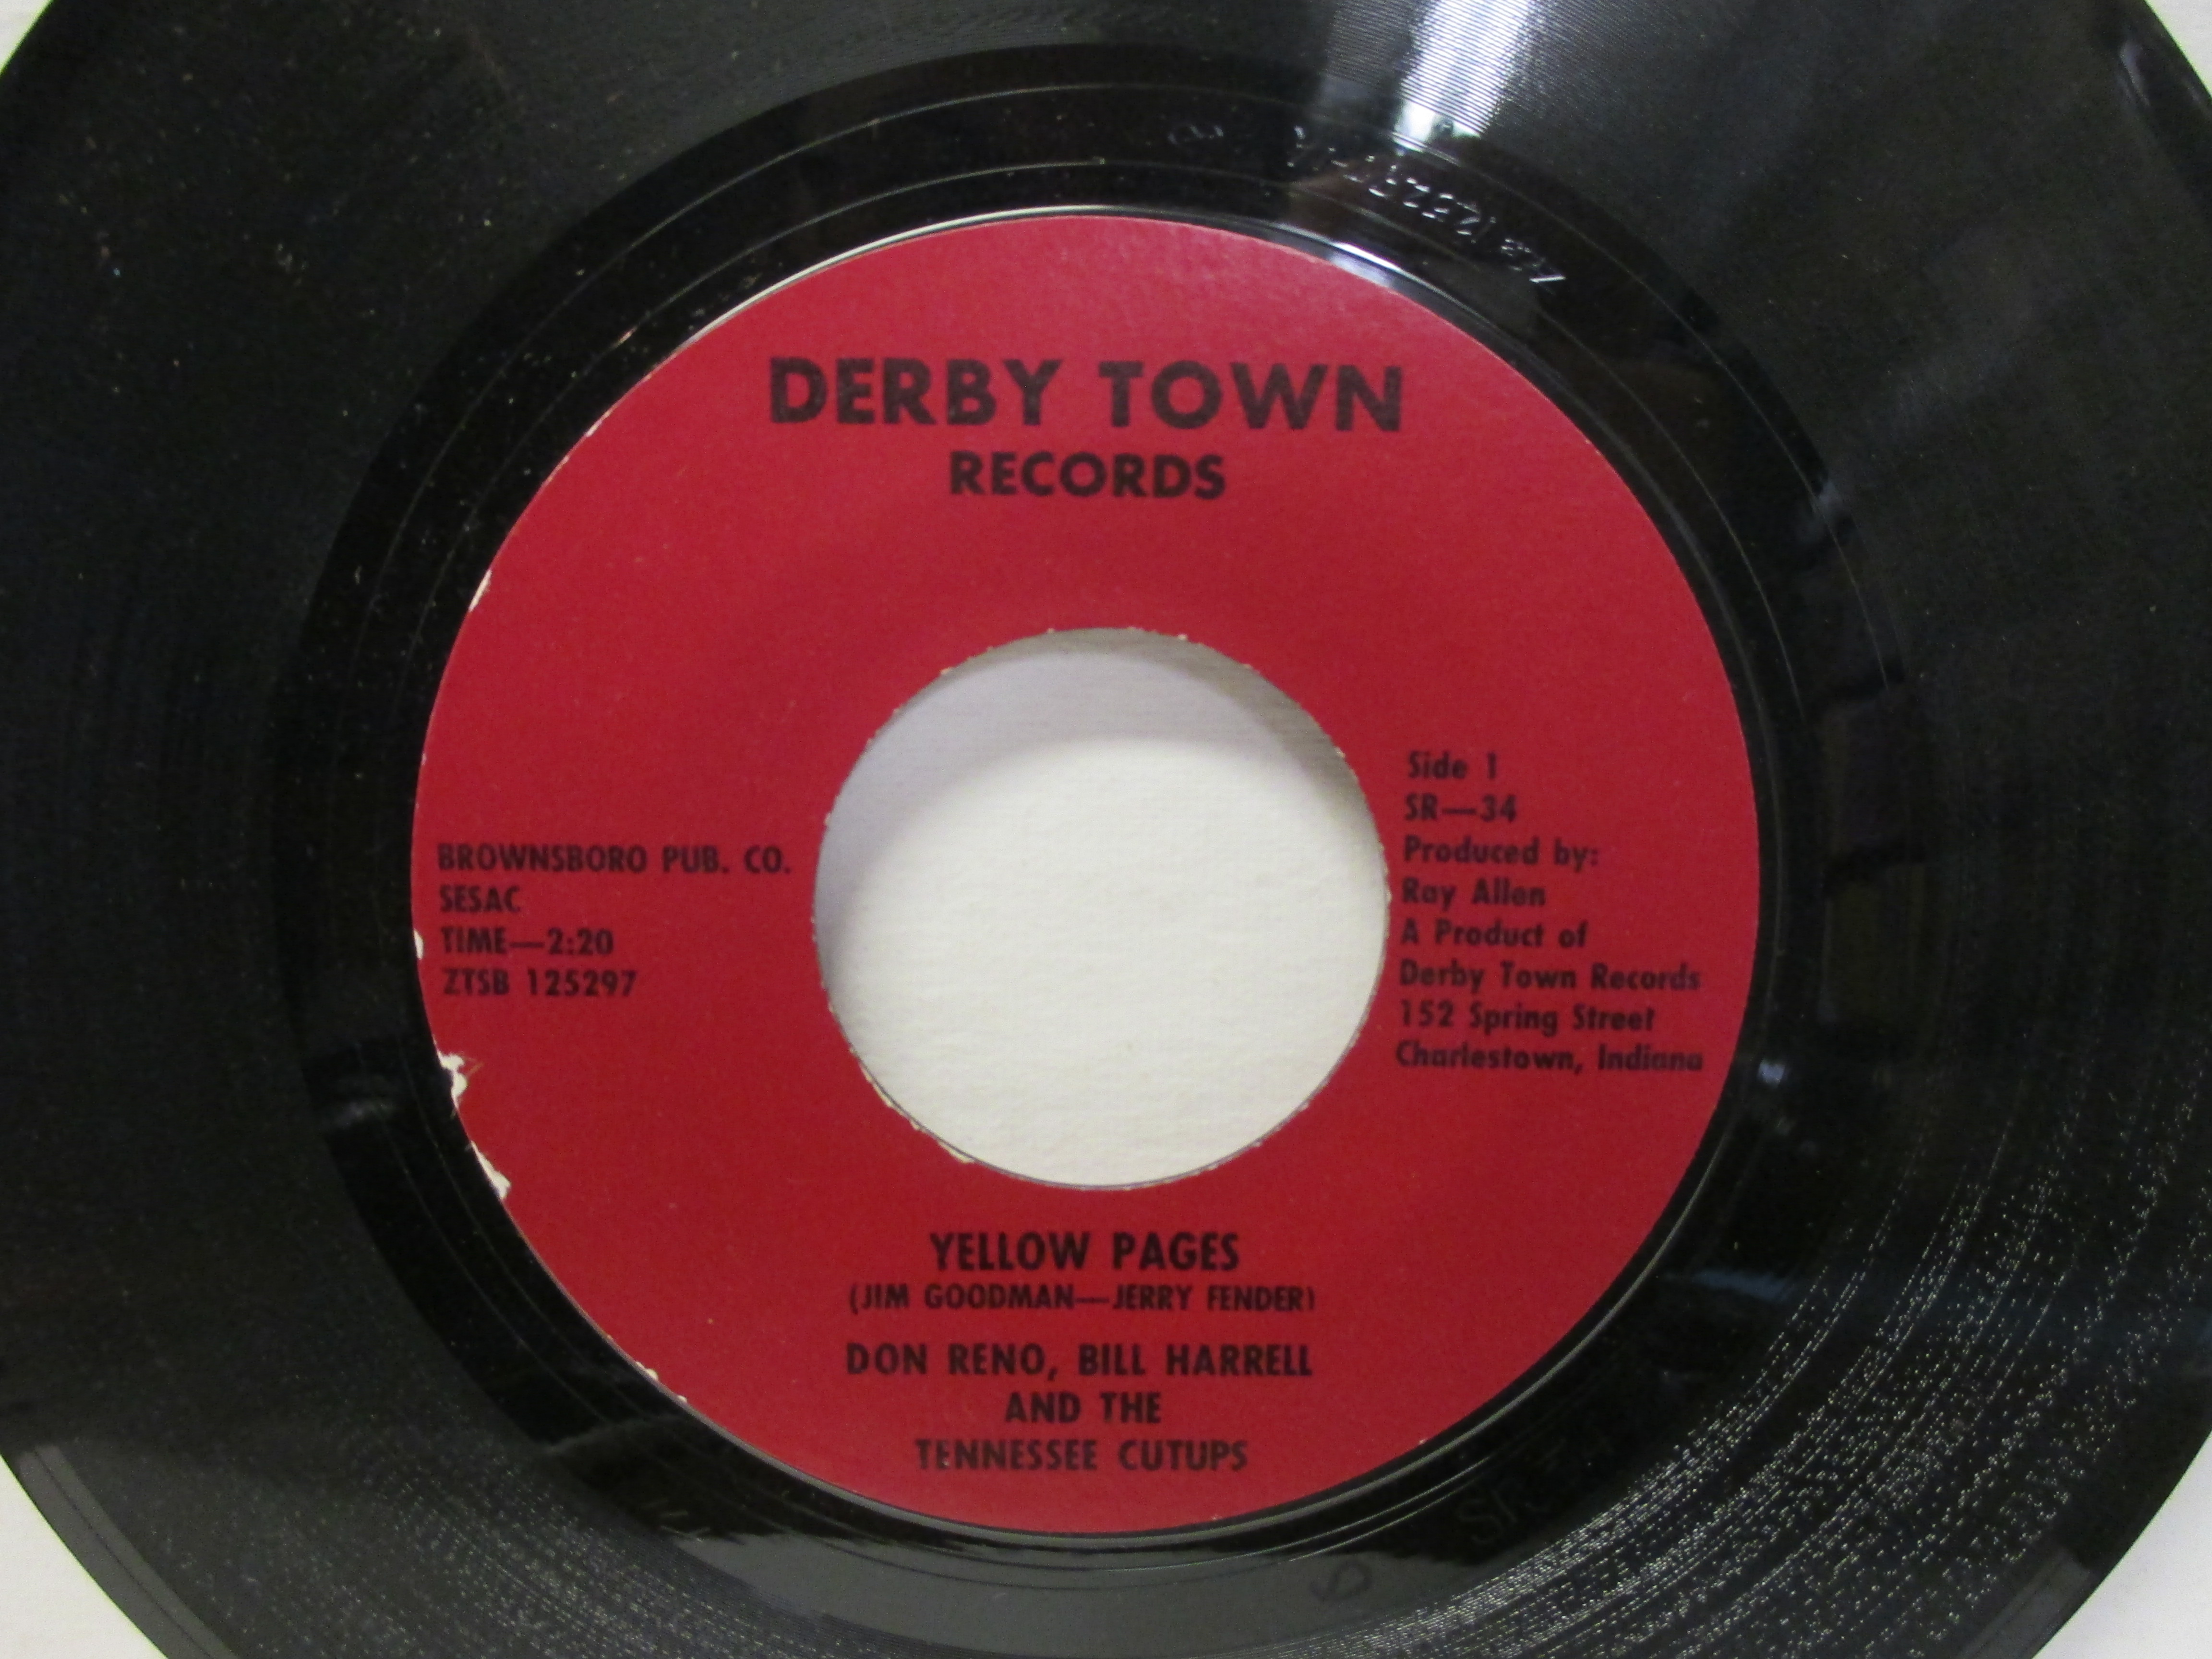 DERBY TOWN
RECORDS
BROWNSBORO PUB. CO.
SESAC
TIME—2:20
ZTSB 125297
Side 1
SR—34
Produced by:
Ray Allen
A Product of
Derby Town Records
152 Spring Street
Charlestown, Indiana
YELLOW PAGES
(JIM GOODMAN—JERRY FENDER)
DON RENO, BILL HARRELL
AND THE
TENNESSEE CUTUPS